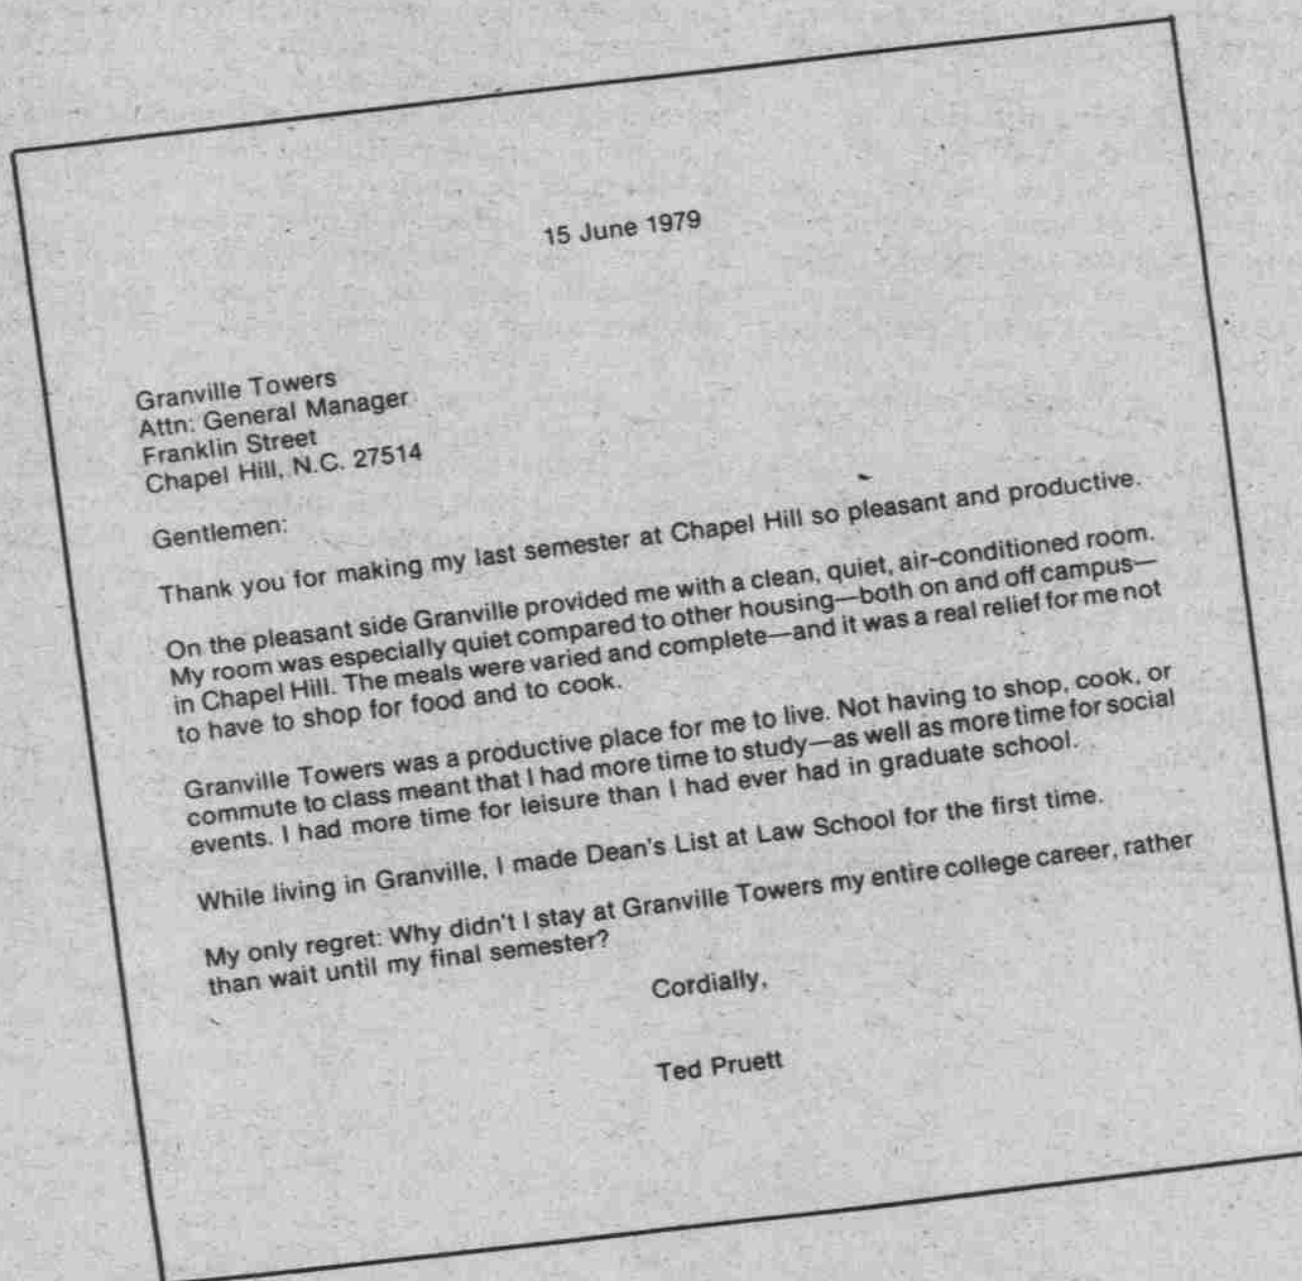 15 June 1979
Granville Towers
Attn: General Manager
Franklin Street
Chapel Hill, N.C. 27514
Gentlemen:
Thank you for making my last semester at Chapel Hill so pleasant and productive.
On the pleasant side Granville provided me with a clean, quiet, air-conditioned room.
My room was especially quiet compared to other housing—both on and off campus—
in Chapel Hill. The meals were varied and complete—and it was a real relief for me not
to have to shop for food and to cook.
Granville Towers was a productive place for me to live. Not having to shop, cook, or
commute to class meant that I had more time to study—as well as more time for social
events. I had more time for leisure than I had ever had in graduate school.
While living in Granville, I made Dean's List at Law School for the first time.
My only regret: Why didn't I stay at Granville Towers my entire college career, rather
than wait until my final semester?
Cordially,
Ted Pruett